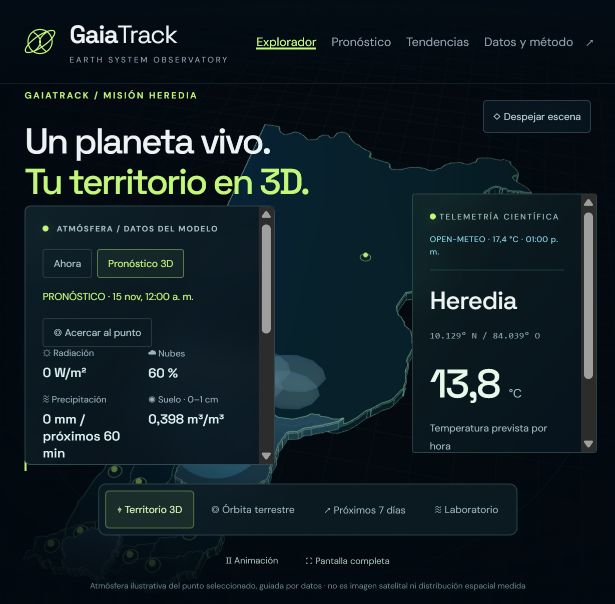 GaiaTrack
EARTH SYSTEM OBSERVATORY
Explorador Pronóstico Tendencias Datos y método ↗
GAIATRACK / MISIÓN HEREDIA
◇ Despejar escena
Un planeta vivo.
Tu territorio en 3D.
ATMÓSFERA / DATOS DEL MODELO
Ahora Pronóstico 3D
PRONÓSTICO · 15 nov, 12:00 a. m.
◎ Acercar al punto
Radiación Nubes
0 W/m² 60 %
Precipitación Suelo · 0–1 cm
0 mm / 0,398 m³/m³
próximos 60
min
TELEMETRÍA CIENTÍFICA
OPEN-METEO · 17,4 °C · 01:00 p.
m.
Heredia
10.129° N / 84.039° O
13,8 °C
Temperatura prevista por
hora
Territorio 3D ◎ Órbita terrestre ↗ Próximos 7 días ≋ Laboratorio
Animación Pantalla completa
Atmósfera ilustrativa del punto seleccionado, guiada por datos · no es imagen satelital ni distribución espacial medida